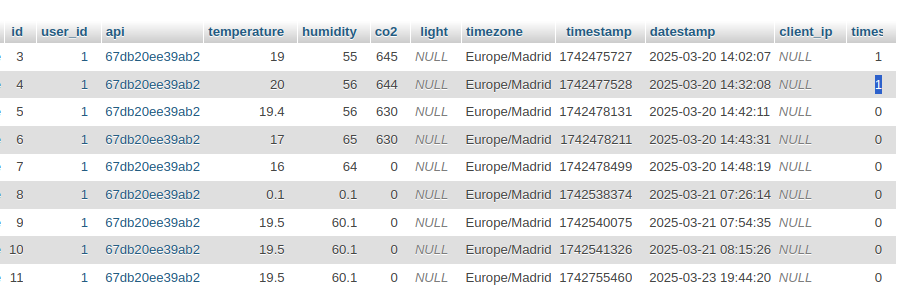 id user_id api temperature humidity co2 light timezone timestamp datestamp client_ip times
3 1 67db20ee39ab2 19 55 645 NULL Europe/Madrid 1742475727 2025-03-20 14:02:07 NULL 1
4 1 67db20ee39ab2 20 56 644 NULL Europe/Madrid 1742477528 2025-03-20 14:32:08 NULL 1
5 1 67db20ee39ab2 19.4 56 630 NULL Europe/Madrid 1742478131 2025-03-20 14:42:11 NULL 0
6 1 67db20ee39ab2 17 65 630 NULL Europe/Madrid 1742478211 2025-03-20 14:43:31 NULL 0
7 1 67db20ee39ab2 16 64 0 NULL Europe/Madrid 1742478499 2025-03-20 14:48:19 NULL 0
8 1 67db20ee39ab2 0.1 0.1 0 NULL Europe/Madrid 1742538374 2025-03-21 07:26:14 NULL 0
9 1 67db20ee39ab2 19.5 60.1 0 NULL Europe/Madrid 1742540075 2025-03-21 07:54:35 NULL 0
10 1 67db20ee39ab2 19.5 60.1 0 NULL Europe/Madrid 1742541326 2025-03-21 08:15:26 NULL 0
11 1 67db20ee39ab2 19.5 60.1 0 NULL Europe/Madrid 1742755460 2025-03-23 19:44:20 NULL 0